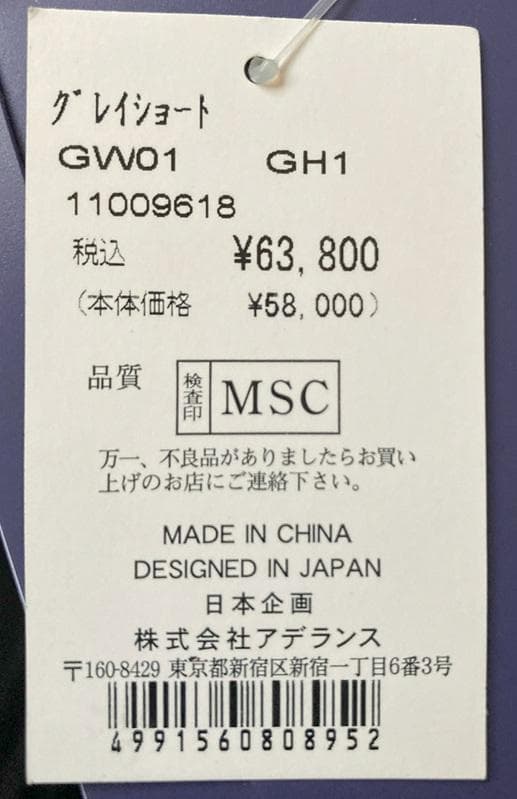 グレイショート
GW01 GH1
11009618
税込 ¥63,800
(本体価格 ¥58,000)
品質 検査印 MSC
万一、不良品がありましたらお買い
上げのお店にご連絡下さい。
MADE IN CHINA
DESIGNED IN JAPAN
日本企画
株式会社アデランス
〒160-8429 東京都新宿区新宿一丁目6番3号
4991560808952